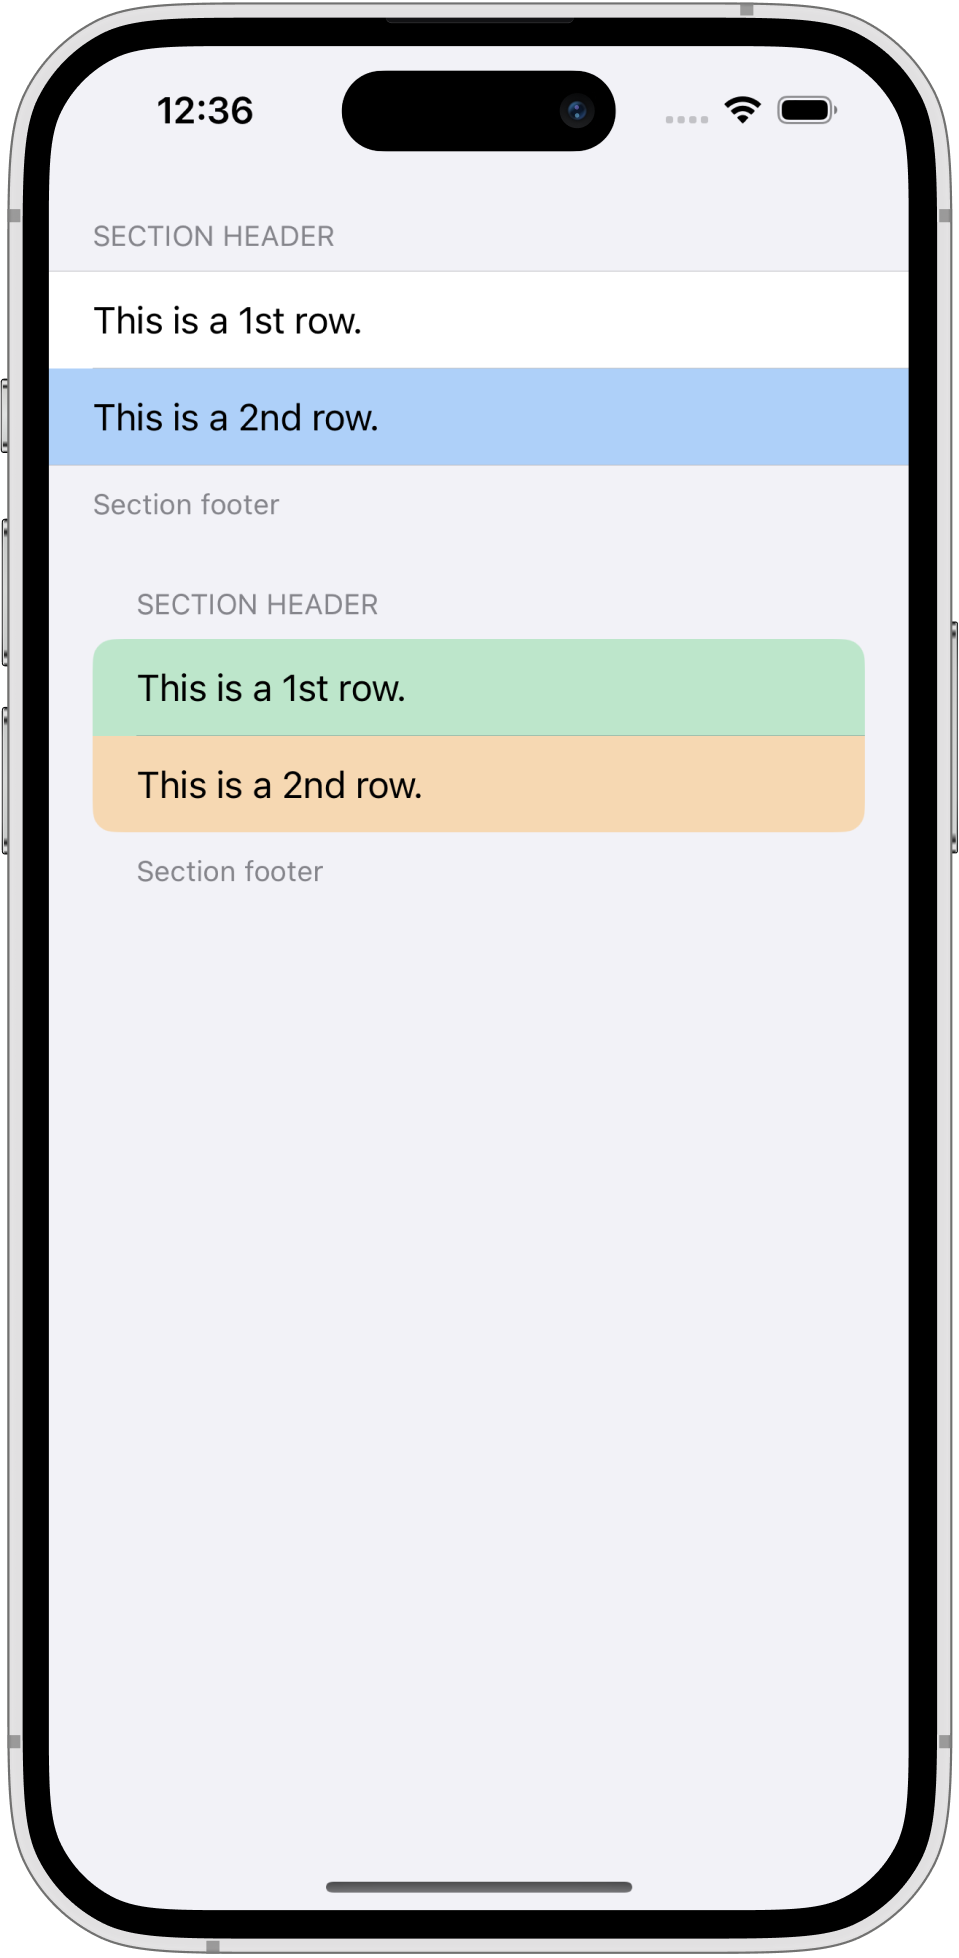 12:36
SECTION HEADER
This is a 1st row.
This is a 2nd row.
Section footer
SECTION HEADER
This is a 1st row.
This is a 2nd row.
Section footer